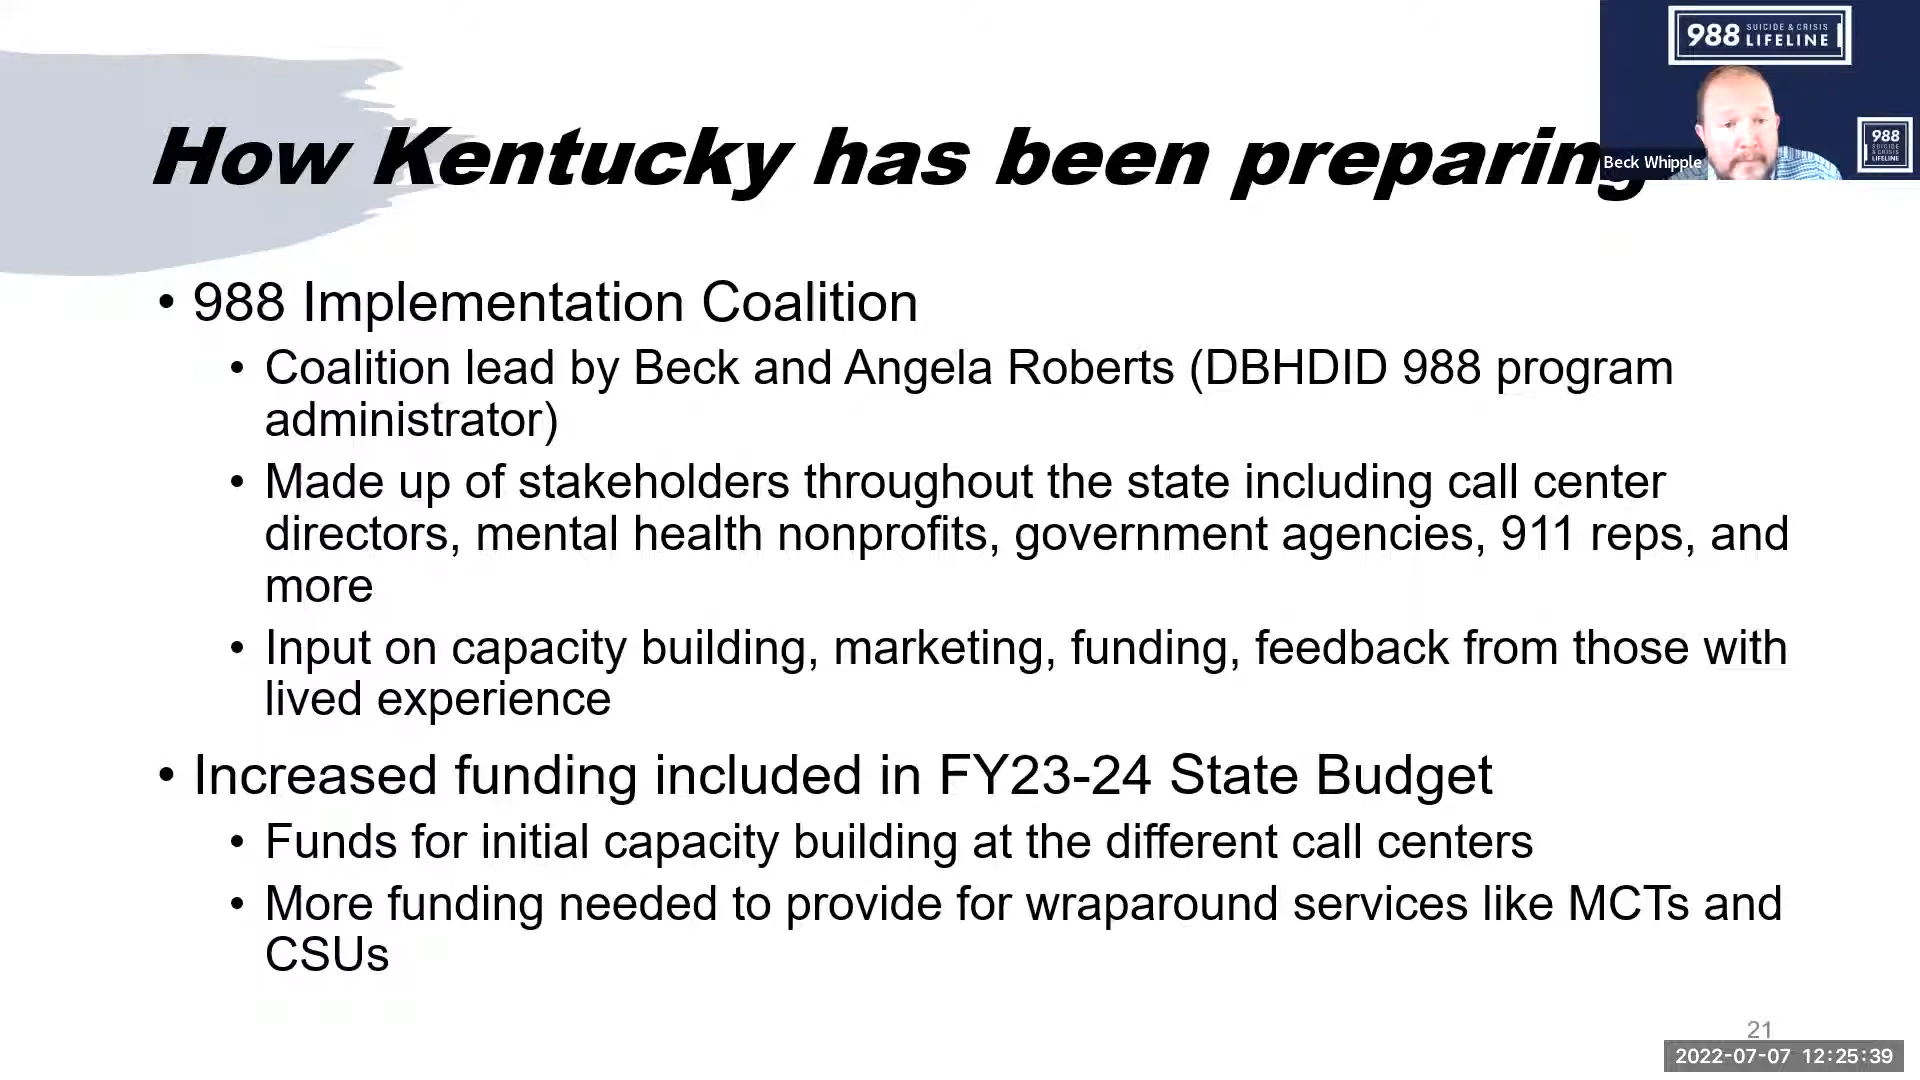 988 SUICIDE & CRISIS LIFELINE
How Kentucky has been preparing
Beck Whipple
988 SUICIDE & CRISIS LIFELINE
• 988 Implementation Coalition
• Coalition lead by Beck and Angela Roberts (DBHDID 988 program
administrator)
• Made up of stakeholders throughout the state including call center
directors, mental health nonprofits, government agencies, 911 reps, and
more
• Input on capacity building, marketing, funding, feedback from those with
lived experience
• Increased funding included in FY23-24 State Budget
• Funds for initial capacity building at the different call centers
• More funding needed to provide for wraparound services like MCTs and
CSUs
21
2022-07-07 12:25:39